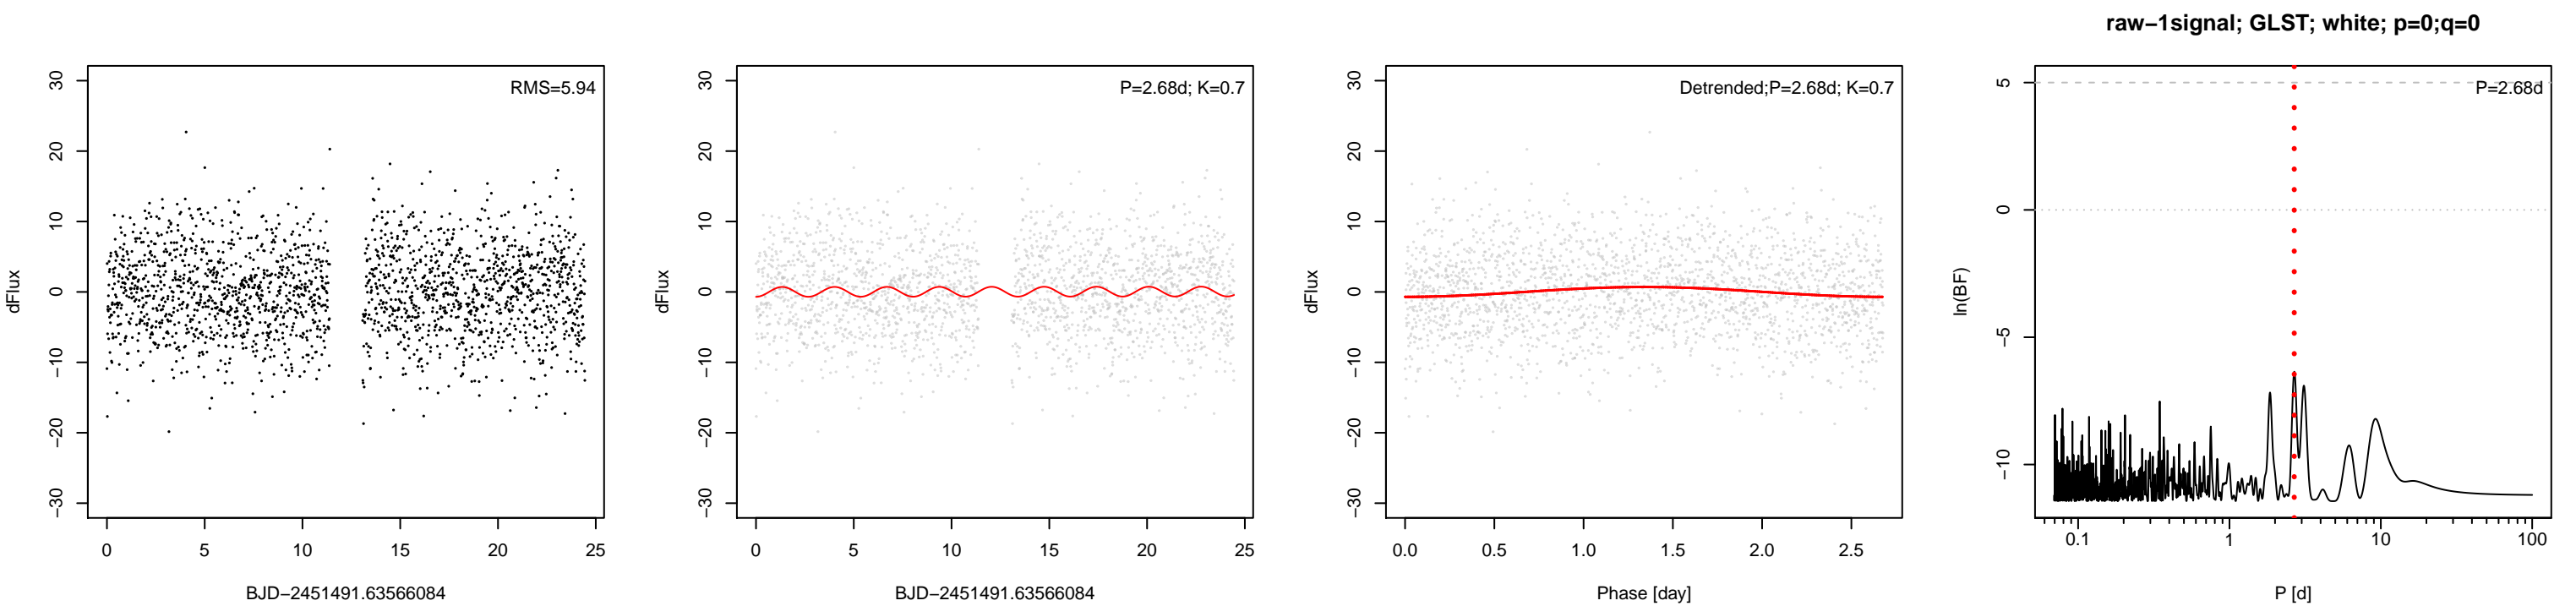 raw−1signal; GLST; white; p=0;q=0
dFlux
30
20
10
0
−10
−20
−30
RMS=5.94
0 5 10 15 20 25
BJD−2451491.63566084
dFlux
30
20
10
0
−10
−20
−30
P=2.68d; K=0.7
0 5 10 15 20 25
BJD−2451491.63566084
dFlux
30
20
10
0
−10
−20
−30
Detrended;P=2.68d; K=0.7
0.0 0.5 1.0 1.5 2.0 2.5
Phase [day]
ln(BF)
5
0
−5
−10
P=2.68d
0.1 1 10 100
P [d]